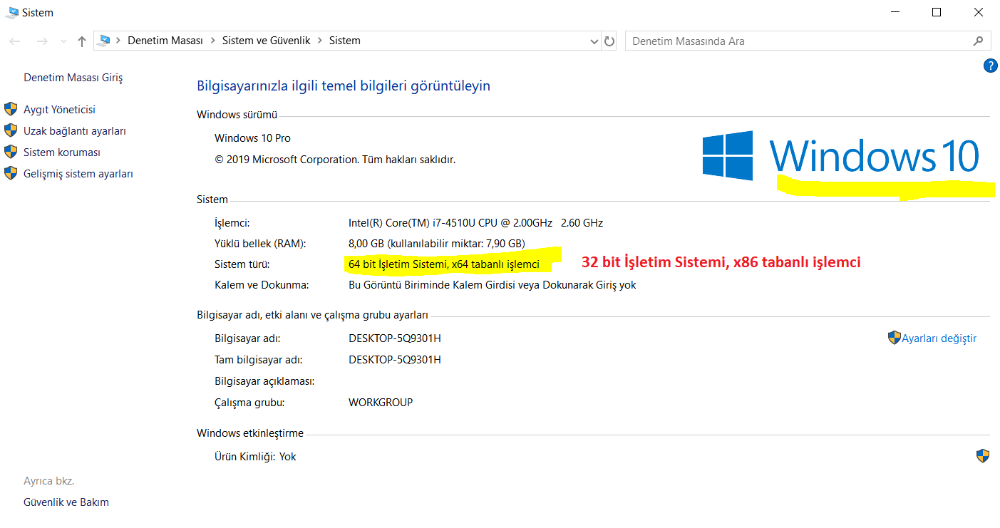 Sistem
Denetim Masası > Sistem ve Güvenlik > Sistem
Denetim Masasında Ara
?
Denetim Masası Giriş
Aygıt Yöneticisi
Uzak bağlantı ayarları
Sistem koruması
Gelişmiş sistem ayarları
Ayrıca bkz.
Güvenlik ve Bakım
Bilgisayarınızla ilgili temel bilgileri görüntüleyin
Windows sürümü
Windows 10 Pro
© 2019 Microsoft Corporation. Tüm hakları saklıdır.
Windows 10
Sistem
İşlemci: Intel(R) Core(TM) i7-4510U CPU @ 2.00GHz 2.60 GHz
Yüklü bellek (RAM): 8,00 GB (kullanılabilir miktar: 7,90 GB)
Sistem türü: 64 bit İşletim Sistemi, x64 tabanlı işlemci 32 bit İşletim Sistemi, x86 tabanlı işlemci
Kalem ve Dokunma: Bu Görüntü Biriminde Kalem Girdisi veya Dokunarak Giriş yok
Bilgisayar adı, etki alanı ve çalışma grubu ayarları
Bilgisayar adı: DESKTOP-5Q9301H Ayarları değiştir
Tam bilgisayar adı: DESKTOP-5Q9301H
Bilgisayar açıklaması:
Çalışma grubu: WORKGROUP
Windows etkinleştirme
Ürün Kimliği: Yok